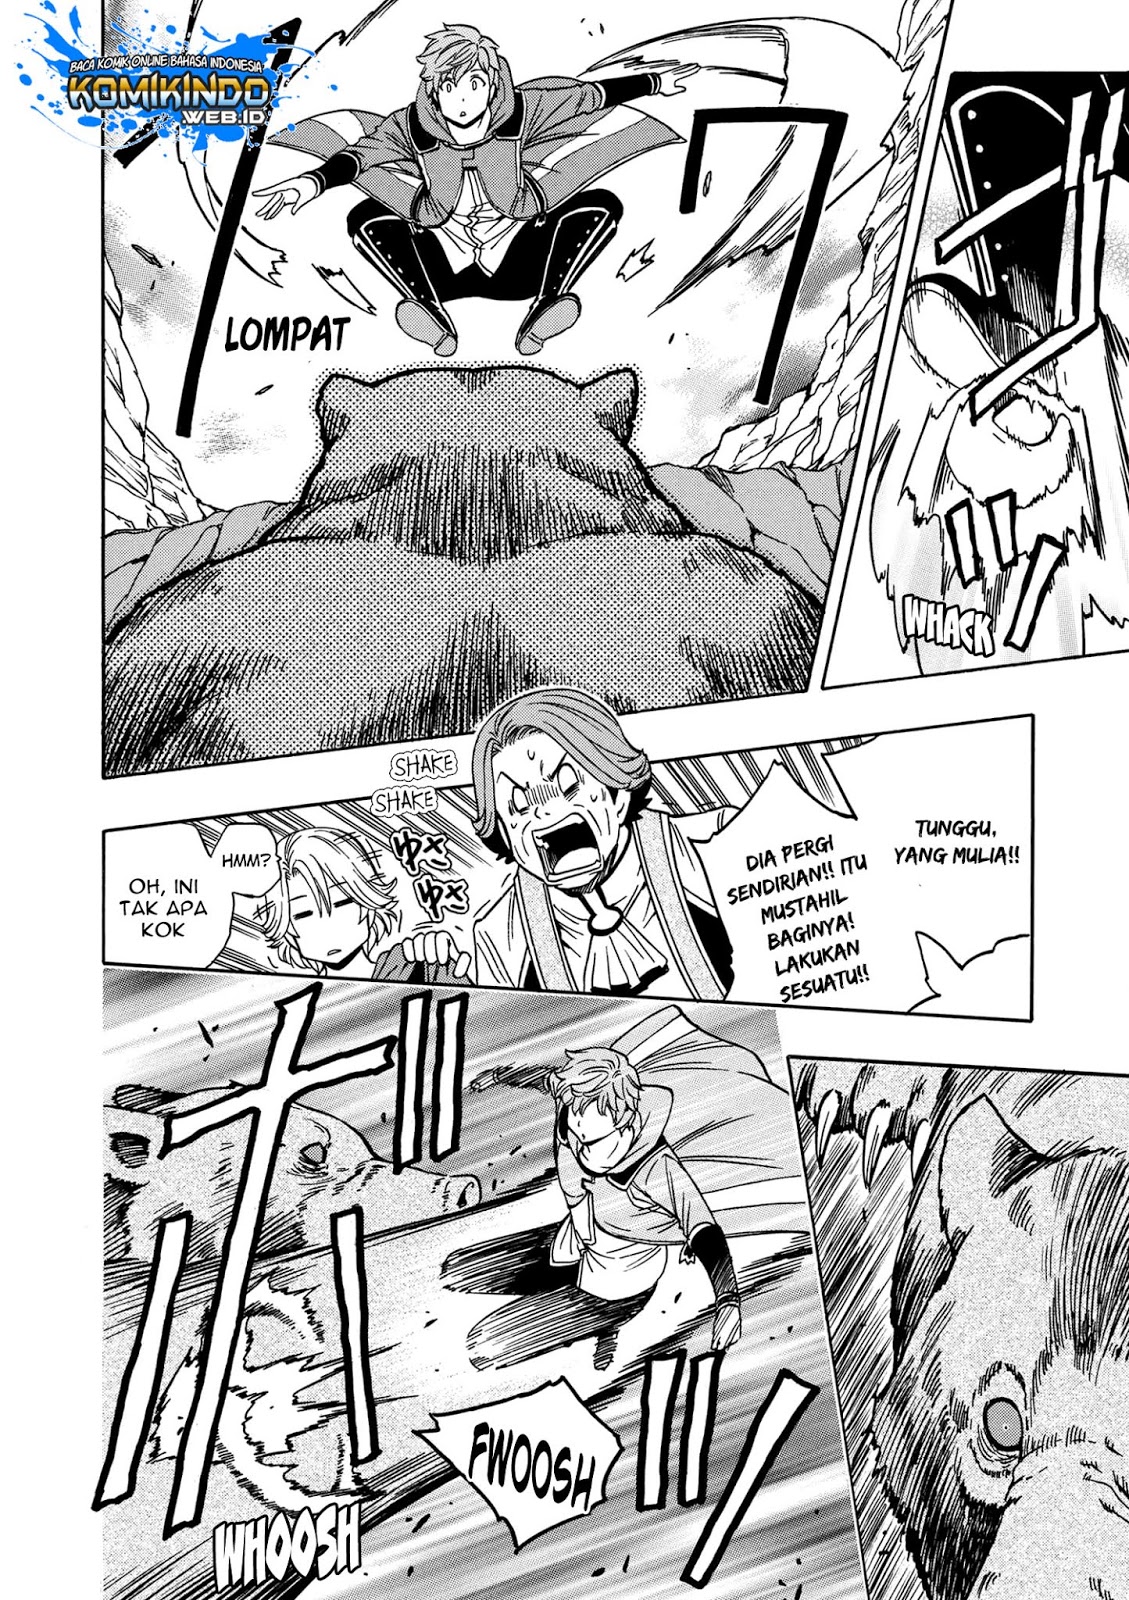 BACA KOMIK ONLINE BAHASA INDONESIA
KOMIKINDO
WEB.ID
WHACK
LOMPAT
TUNGGU,
YANG MULIA!!
DIA PERGI
SENDIRIAN!! ITU
MUSTAHIL
BAGINYA!
LAKUKAN
SESUATU!!
SHAKE
SHAKE
ゆさ
ゆさ
HMM?
OH, INI
TAK APA
KOK
FWOOSH
WHOOSH